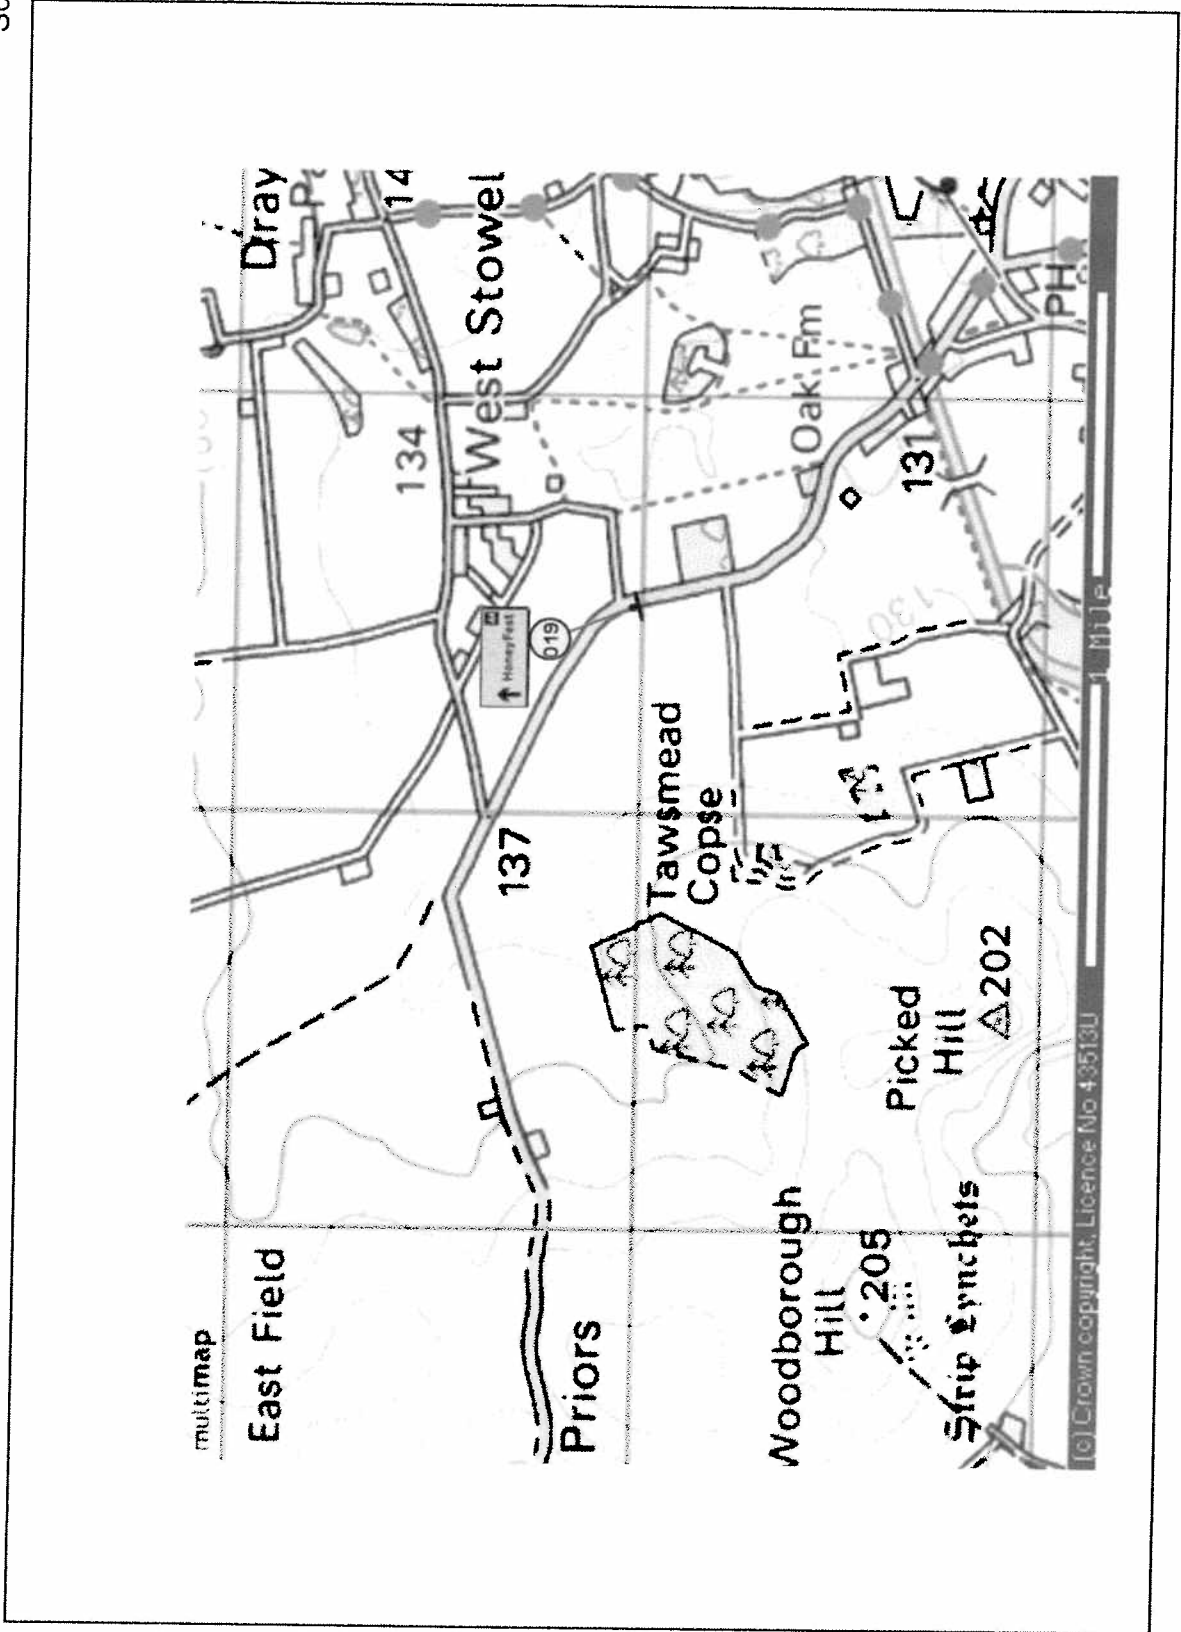 multimap
East Field
Priors
Woodborough
Hill
205
Strip Lynchets
Picked
Hill
202
Tawsmead
Copse
137
HoneyFest
019
134
West Stowel
Dray
14
Oak Fm
131
130
PH
1 mile
(c) Crown copyright, Licence No 43513U